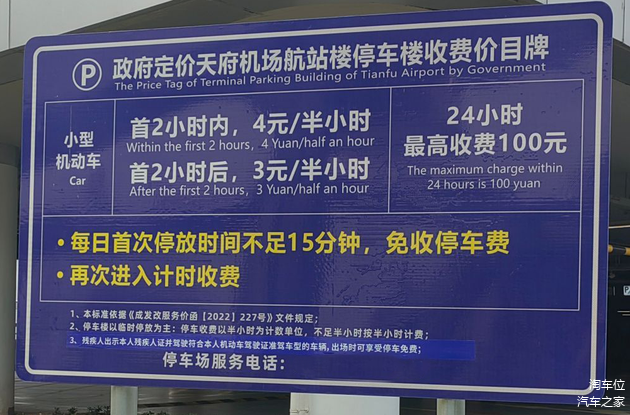 P 政府定价天府机场航站楼停车楼收费价目牌
The Price Tag of Terminal Parking Building of Tianfu Airport by Government
小型
机动车
Car
首2小时内，4元/半小时
Within the first 2 hours, 4 Yuan/half an hour
首2小时后，3元/半小时
After the first 2 hours, 3 Yuan/half an hour
24小时
最高收费100元
The maximum charge within
24 hours is 100 yuan
• 每日首次停放时间不足15分钟，免收停车费
• 再次进入计时收费
1、本标准依据《成发改服务价函【2022】227号》文件规定；
2、停车楼以临时停放为主：停车收费以半小时为计数单位，不足半小时按半小时计费；
3、残疾人出示本人残疾人证并驾驶符合本人机动车驾驶证准驾车型的车辆，出场时可享受停车免费；
停车场服务电话：
淘车位
汽车之家